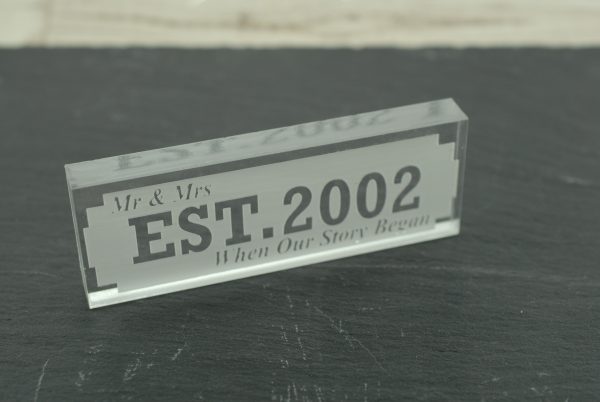 Mr & Mrs
EST.2002
When Our Story Began